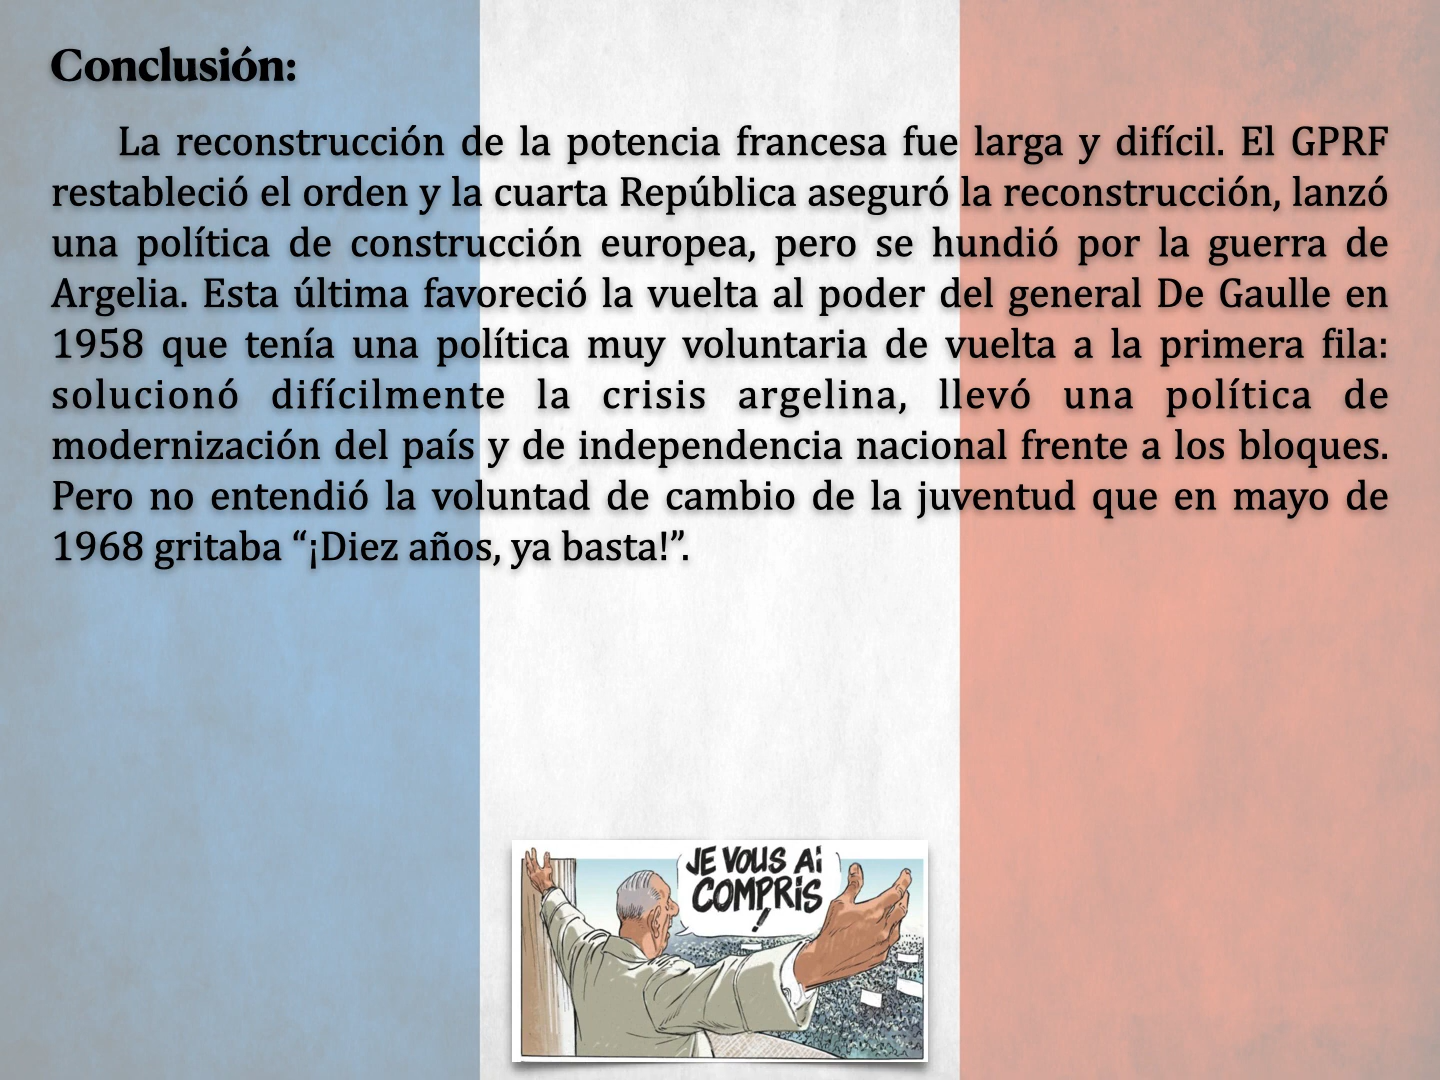 Conclusión:
La reconstrucción de la potencia francesa fue larga y difícil. El GPRF
restableció el orden y la cuarta República aseguró la reconstrucción, lanzó
una política de construcción europea, pero se hundió por la guerra de
Argelia. Esta última favoreció la vuelta al poder del general De Gaulle en
1958 que tenía una política muy voluntaria de vuelta a la primera fila:
solucionó difícilmente la crisis argelina, llevó una política de
modernización del país y de independencia nacional frente a los bloques.
Pero no entendió la voluntad de cambio de la juventud que en mayo de
1968 gritaba “¡Diez años, ya basta!”.
JE VOUS Ai
COMPRiS
!